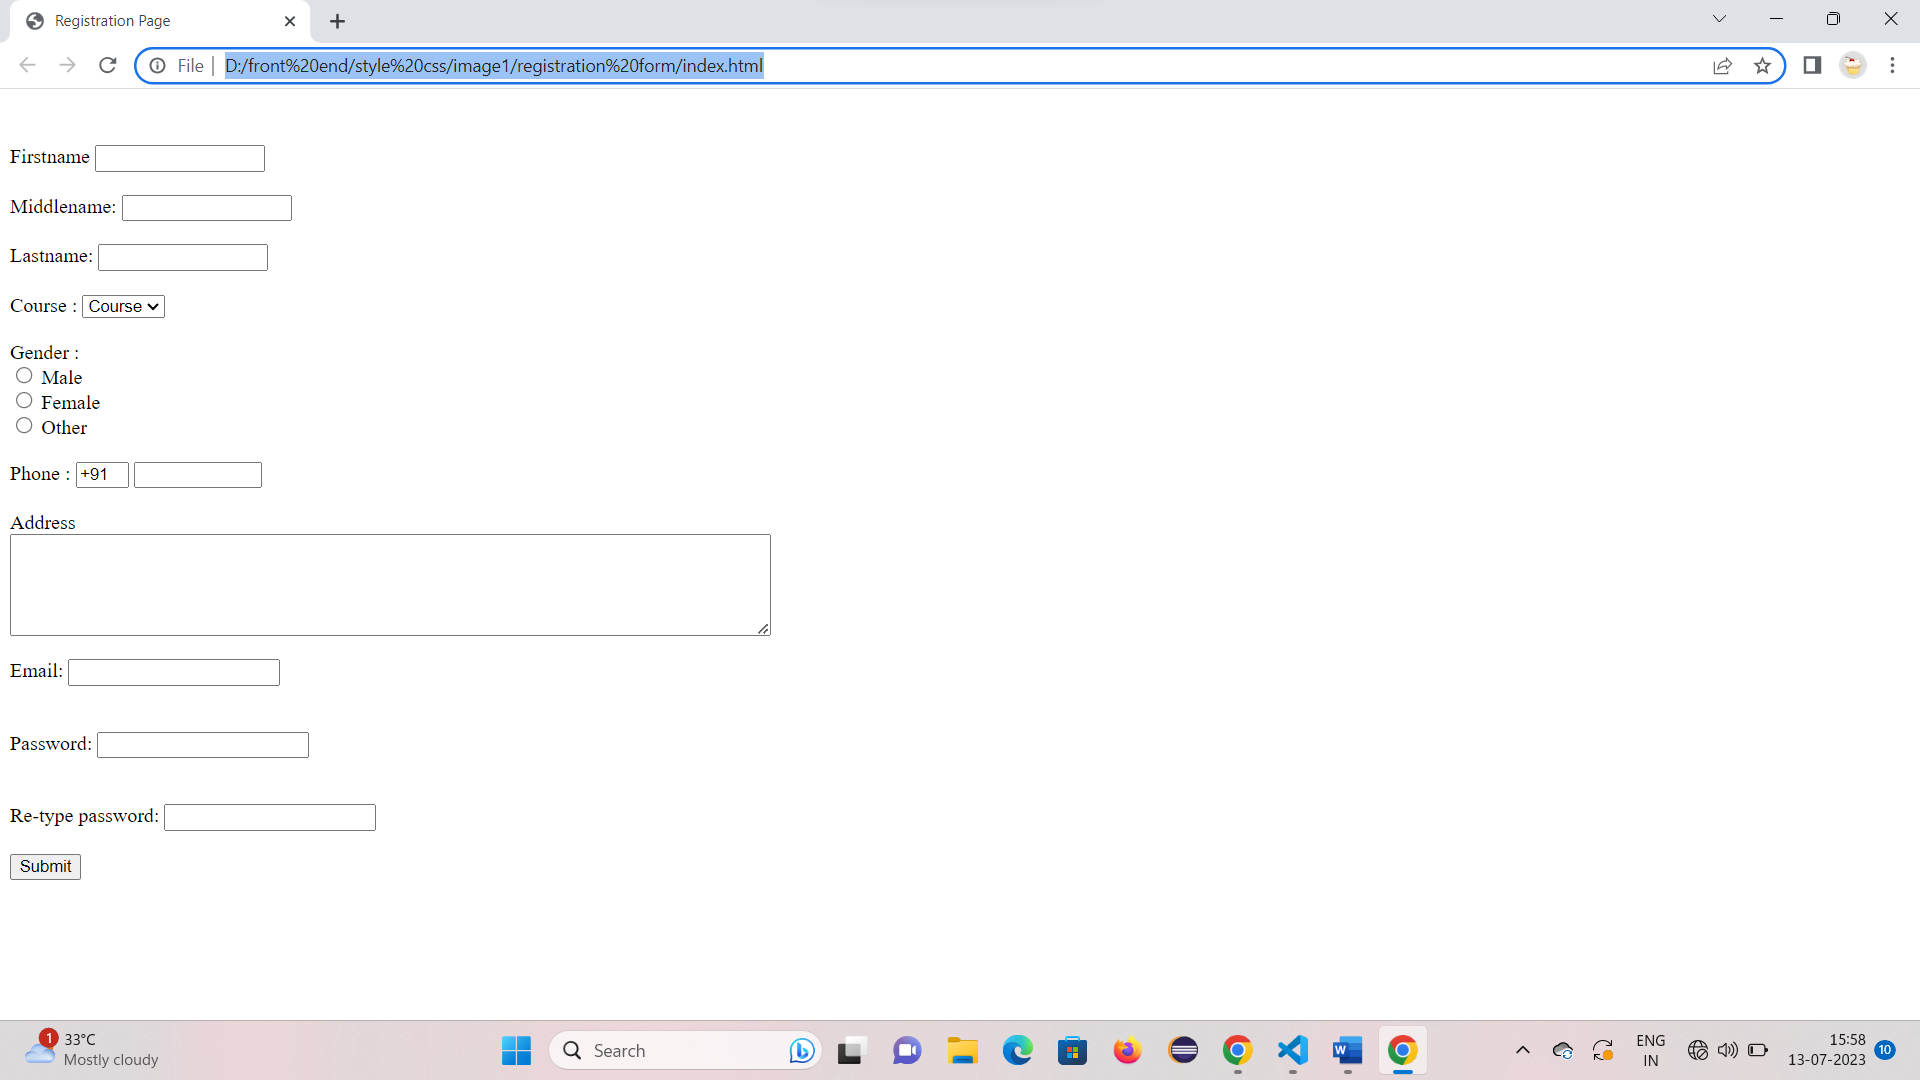 Registration Page
File D:/front%20end/style%20css/image1/registration%20form/index.html
Firstname
Middlename:
Lastname:
Course : Course
Gender :
Male
Female
Other
Phone : +91
Address
Email:
Password:
Re-type password:
Submit
1
33°C
Mostly cloudy
Search
W
ENG
IN
15:58
13-07-2023
10